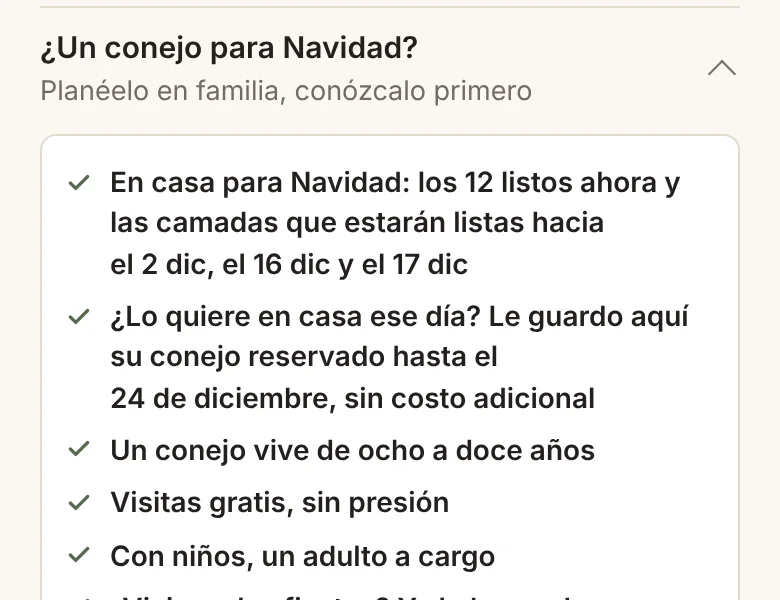 ¿Un conejo para Navidad?
Planéelo en familia, conózcalo primero
En casa para Navidad: los 12 listos ahora y
las camadas que estarán listas hacia
el 2 dic, el 16 dic y el 17 dic
¿Lo quiere en casa ese día? Le guardo aquí
su conejo reservado hasta el
24 de diciembre, sin costo adicional
Un conejo vive de ocho a doce años
Visitas gratis, sin presión
Con niños, un adulto a cargo